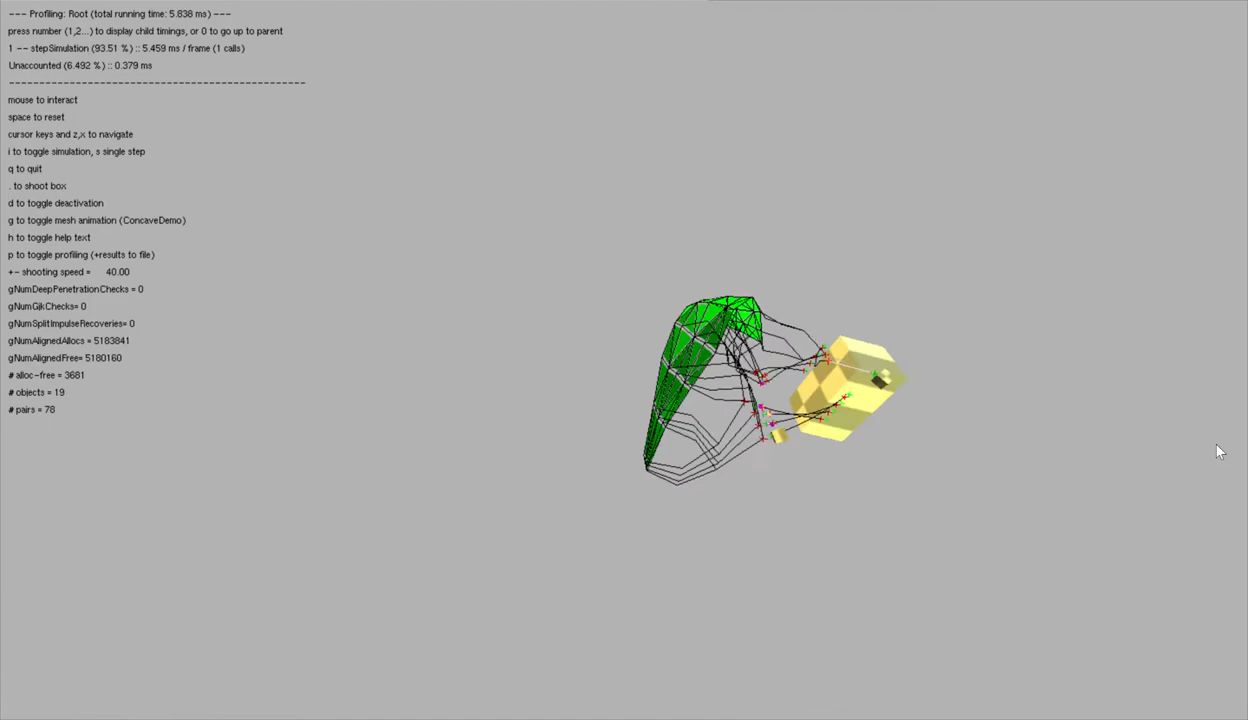 --- Profiling: Root (total running time: 5.838 ms) ---
press number (1,2...) to display child timings, or 0 to go up to parent
1 -- stepSimulation (93.51 %) :: 5.459 ms / frame (1 calls)
Unaccounted (6.492 %) :: 0.379 ms
-------------------------------------------------
mouse to interact
space to reset
cursor keys and z,x to navigate
i to toggle simulation, s single step
q to quit
. to shoot box
d to toggle deactivation
g to toggle mesh animation (ConcaveDemo)
h to toggle help text
p to toggle profiling (+results to file)
+- shooting speed = 40.00
gNumDeepPenetrationChecks = 0
gNumGjkChecks= 0
gNumSplitImpulseRecoveries= 0
gNumAlignedAllocs = 5183841
gNumAlignedFree= 5180160
# alloc-free = 3681
# objects = 19
# pairs = 78